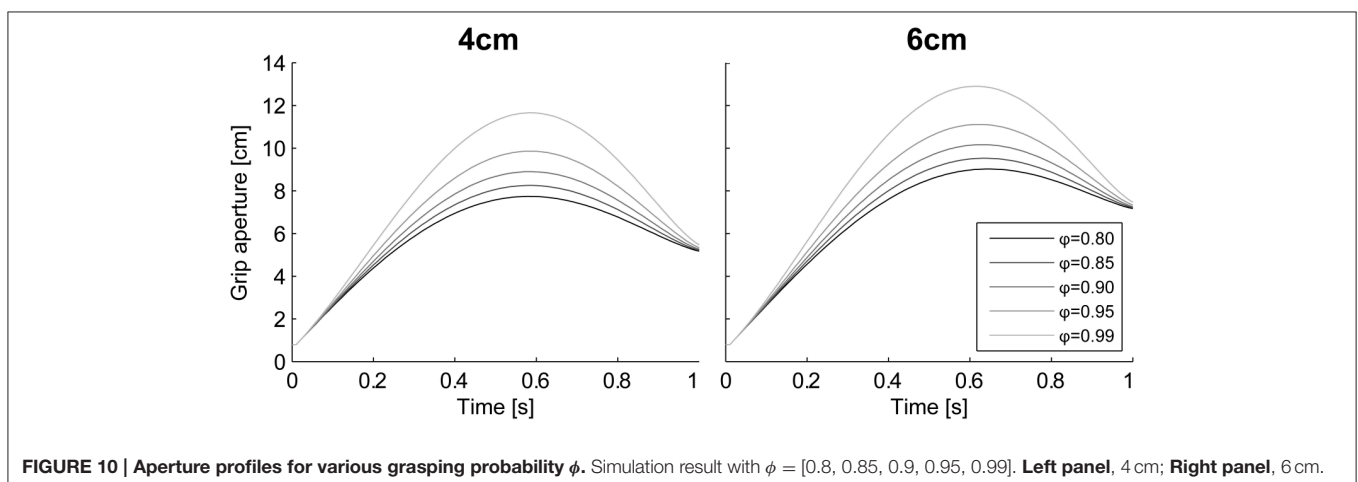 4cm
6cm
14
12
10
8
6
4
2
0
Grip aperture [cm]
0 0.2 0.4 0.6 0.8 1
Time [s]
0 0.2 0.4 0.6 0.8 1
Time [s]
φ=0.80
φ=0.85
φ=0.90
φ=0.95
φ=0.99
FIGURE 10 | Aperture profiles for various grasping probability ϕ. Simulation result with ϕ = [0.8, 0.85, 0.9, 0.95, 0.99]. Left panel, 4 cm; Right panel, 6 cm.